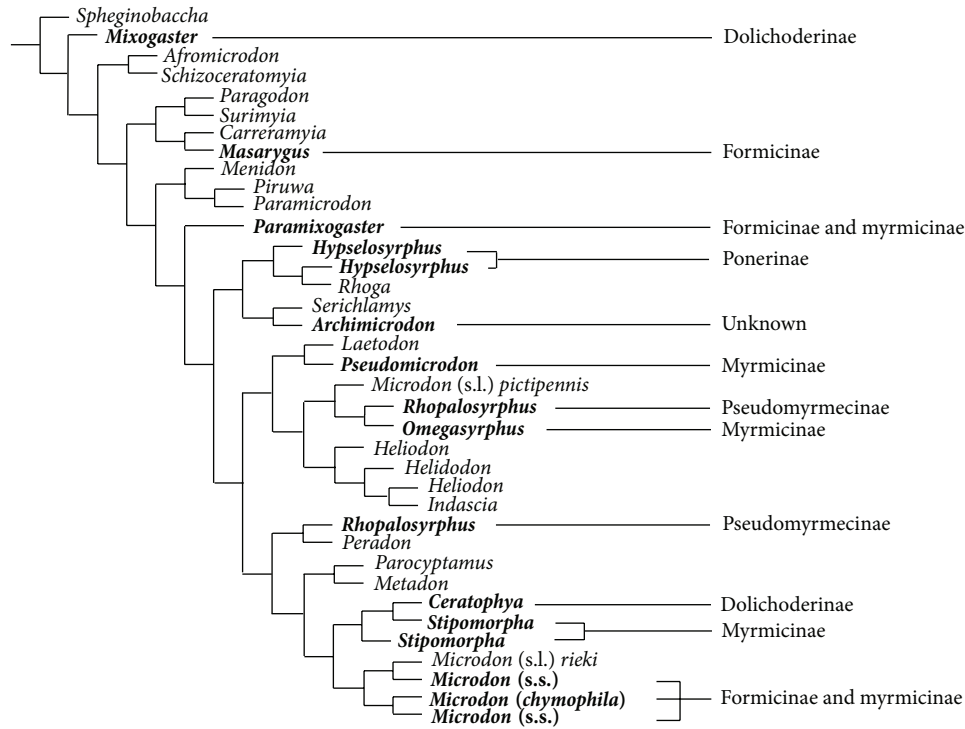 Spheginobaccha
Mixogaster Dolichoderinae
Afromicrodon
Schizoceratomyia
Paragodon
Surimyia
Carreramyia
Masarygus Formicinae
Menidon
Piruwa
Paramicrodon
Paramixogaster Formicinae and myrmicinae
Hypselosyrphus
Ponerinae
Hypselosyrphus
Rhoga
Serichlamys
Archimicrodon Unknown
Laetodon
Pseudomicrodon Myrmicinae
Microdon (s.l.) pictipennis
Rhopalosyrphus Pseudomyrmecinae
Omegasyrphus Myrmicinae
Heliodon
Helidodon
Heliodon
Indascia
Rhopalosyrphus Pseudomyrmecinae
Peradon
Parocyptamus
Metadon
Ceratophya Dolichoderinae
Stipomorpha
Myrmicinae
Stipomorpha
Microdon (s.l.) rieki
Microdon (s.s.)
Microdon (chymophila) Formicinae and myrmicinae
Microdon (s.s.)